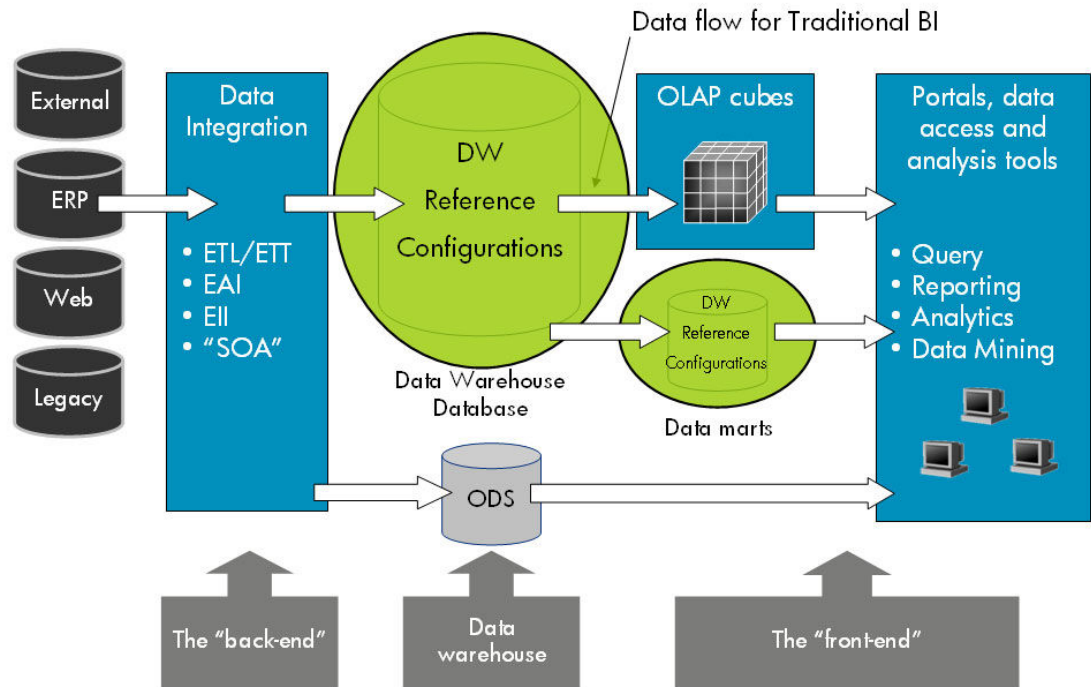 Data flow for Traditional BI
External
ERP
Web
Legacy
Data
Integration
• ETL/ETT
• EAI
• EII
• “SOA”
DW
Reference
Configurations
Data Warehouse
Database
OLAP cubes
DW
Reference
Configurations
Data marts
ODS
Portals, data
access and
analysis tools
• Query
• Reporting
• Analytics
• Data Mining
The “back-end”
Data
warehouse
The “front-end”